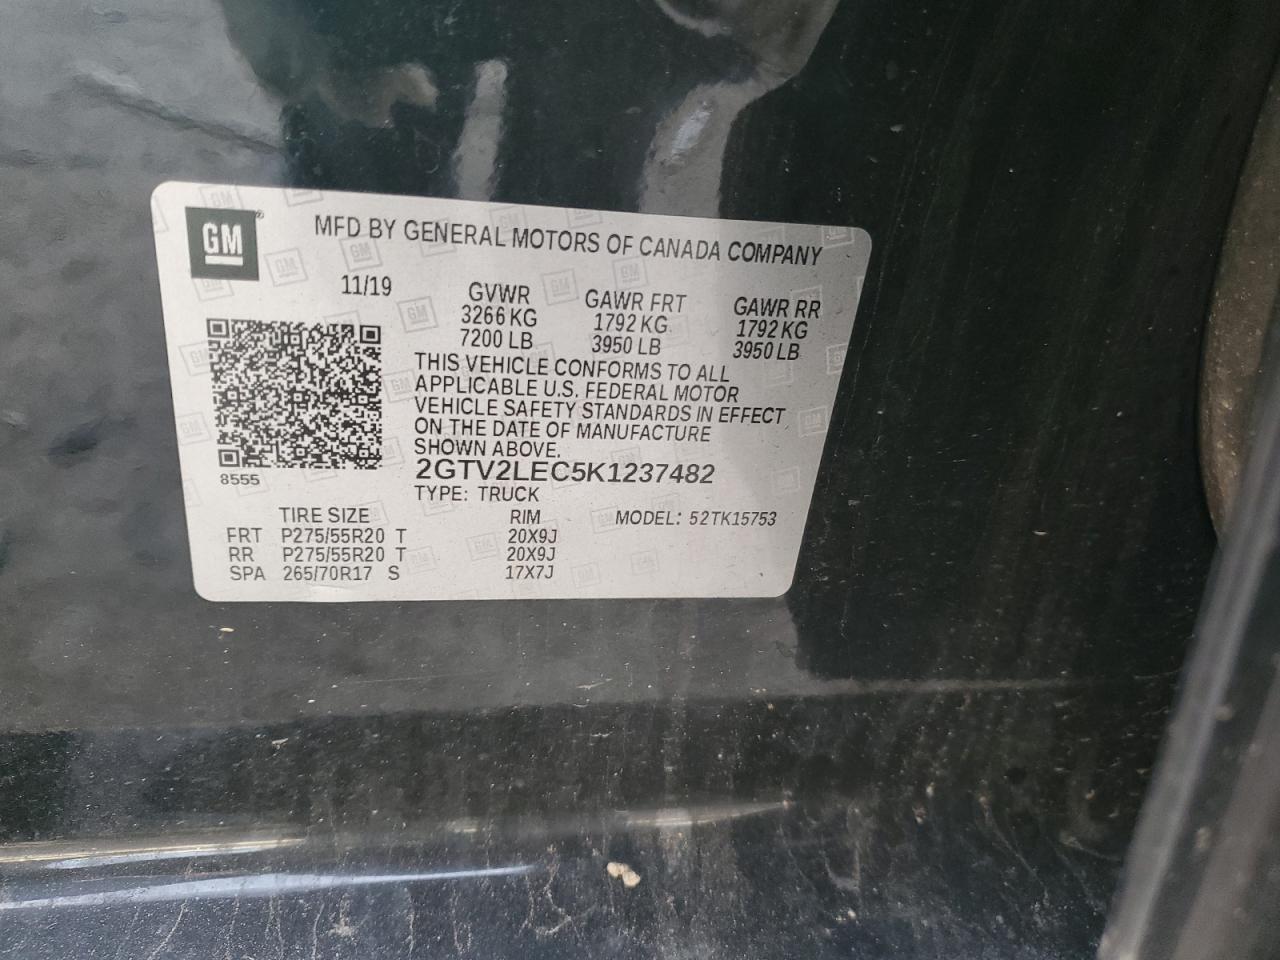 GM
MFD BY GENERAL MOTORS OF CANADA COMPANY
11/19
GVWR GAWR FRT GAWR RR
3266 KG 1792 KG 1792 KG
7200 LB 3950 LB 3950 LB
THIS VEHICLE CONFORMS TO ALL
APPLICABLE U.S. FEDERAL MOTOR
VEHICLE SAFETY STANDARDS IN EFFECT
ON THE DATE OF MANUFACTURE
SHOWN ABOVE.
8555
2GTV2LEC5K1237482
TYPE: TRUCK
TIRE SIZE RIM MODEL: 52TK15753
FRT P275/55R20 T 20X9J
RR P275/55R20 T 20X9J
SPA 265/70R17 S 17X7J